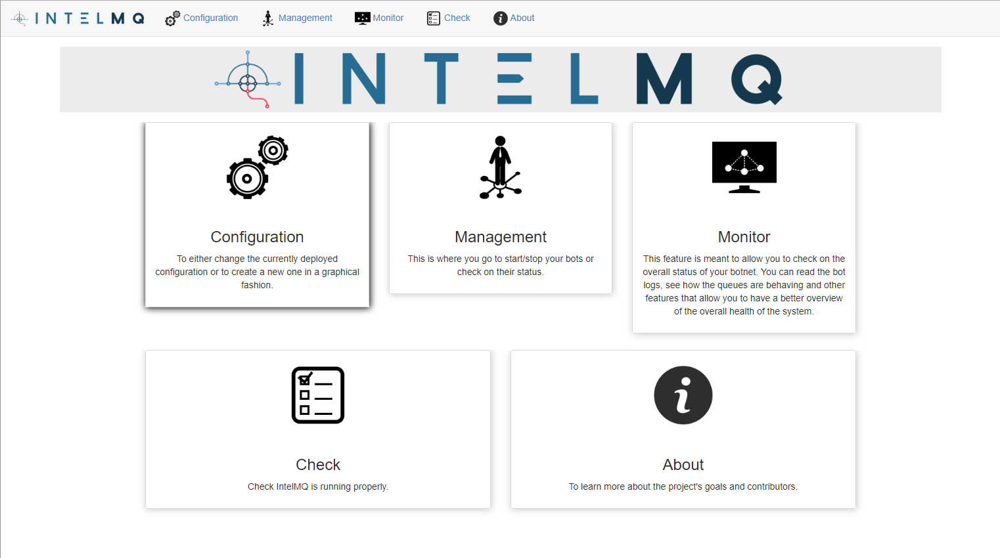 INTELMQ Configuration Management Monitor Check About
INTELMQ
Configuration
To either change the currently deployed
configuration or to create a new one in a graphical
fashion.
Management
This is where you go to start/stop your bots or
check on their status.
Monitor
This feature is meant to allow you to check on the
overall status of your botnet. You can read the bot
logs, see how the queues are behaving and other
features that allow you to have a better overview
of the overall health of the system.
Check
Check IntelMQ is running properly.
About
To learn more about the project's goals and contributors.